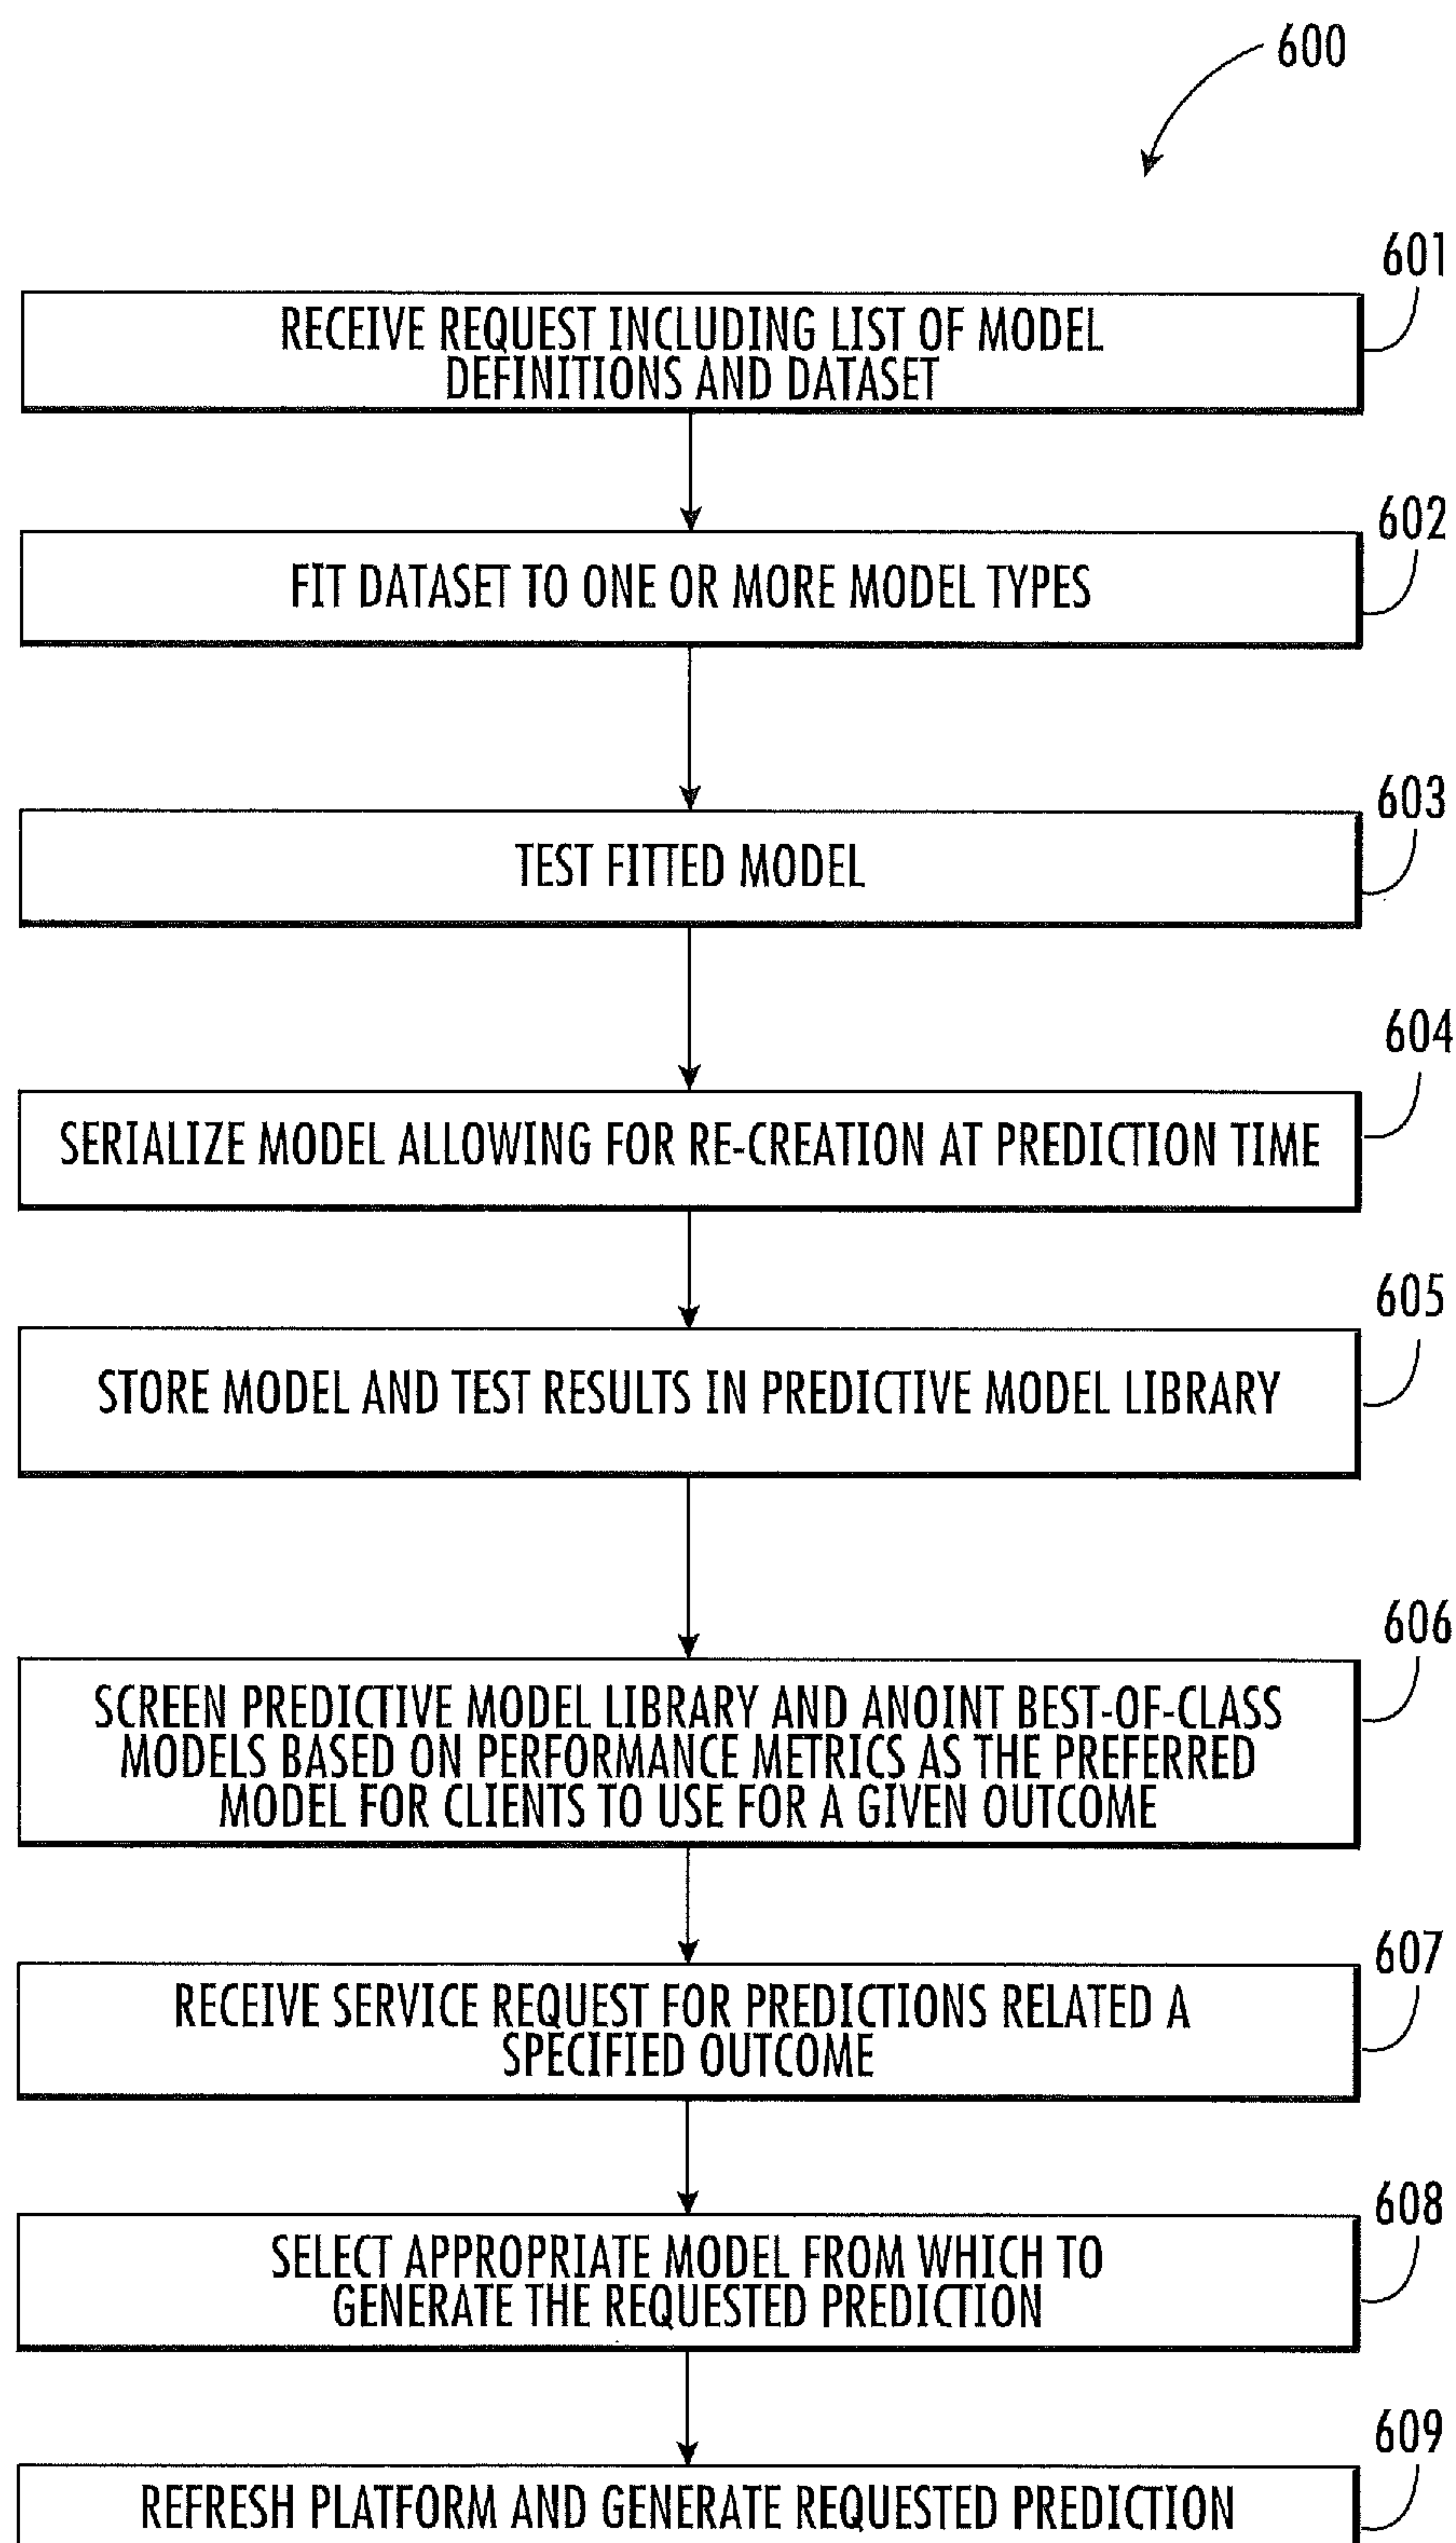 600
601
RECEIVE REQUEST INCLUDING LIST OF MODEL
DEFINITIONS AND DATASET
602
FIT DATASET TO ONE OR MORE MODEL TYPES
603
TEST FITTED MODEL
604
SERIALIZE MODEL ALLOWING FOR RE-CREATION AT PREDICTION TIME
605
STORE MODEL AND TEST RESULTS IN PREDICTIVE MODEL LIBRARY
606
SCREEN PREDICTIVE MODEL LIBRARY AND ANOINT BEST-OF-CLASS
MODELS BASED ON PERFORMANCE METRICS AS THE PREFERRED
MODEL FOR CLIENTS TO USE FOR A GIVEN OUTCOME
607
RECEIVE SERVICE REQUEST FOR PREDICTIONS RELATED A
SPECIFIED OUTCOME
608
SELECT APPROPRIATE MODEL FROM WHICH TO
GENERATE THE REQUESTED PREDICTION
609
REFRESH PLATFORM AND GENERATE REQUESTED PREDICTION